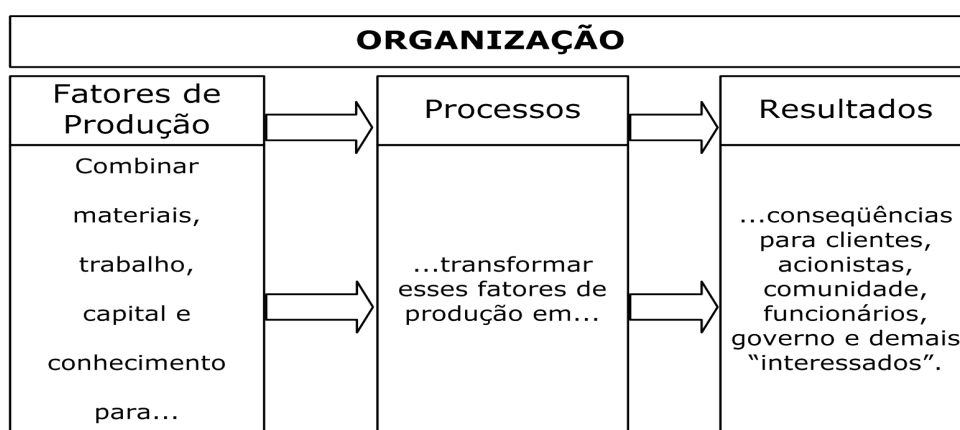 ORGANIZAÇÃO
Fatores de
Produção
Combinar
materiais,
trabalho,
capital e
conhecimento
para...
Processos
...transformar
esses fatores de
produção em...
Resultados
...conseqüências
para clientes,
acionistas,
comunidade,
funcionários,
governo e demais
“interessados”.